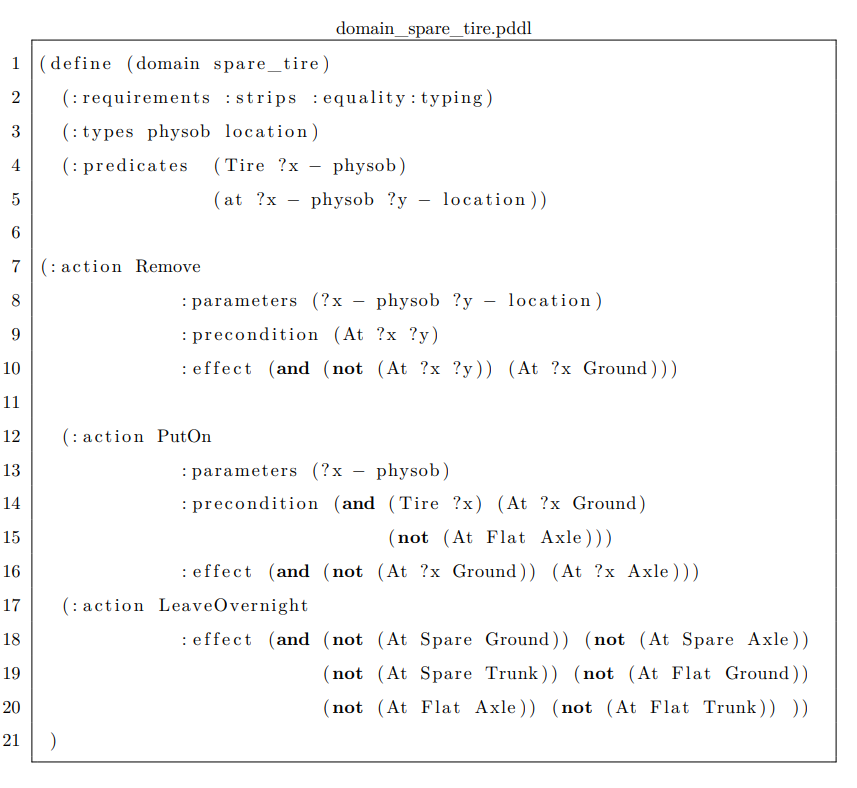 domain_spare_tire.pddl
1 (define (domain spare_tire)
2 (:requirements :strips :equality:typing)
3 (:types physob location)
4 (:predicates (Tire ?x − physob)
5 (at ?x − physob ?y − location))
6
7 (:action Remove
8 :parameters (?x − physob ?y − location)
9 :precondition (At ?x ?y)
10 :effect (and (not (At ?x ?y)) (At ?x Ground)))
11
12 (:action PutOn
13 :parameters (?x − physob)
14 :precondition (and (Tire ?x) (At ?x Ground)
15 (not (At Flat Axle)))
16 :effect (and (not (At ?x Ground)) (At ?x Axle)))
17 (:action LeaveOvernight
18 :effect (and (not (At Spare Ground)) (not (At Spare Axle))
19 (not (At Spare Trunk)) (not (At Flat Ground))
20 (not (At Flat Axle)) (not (At Flat Trunk)) ))
21 )